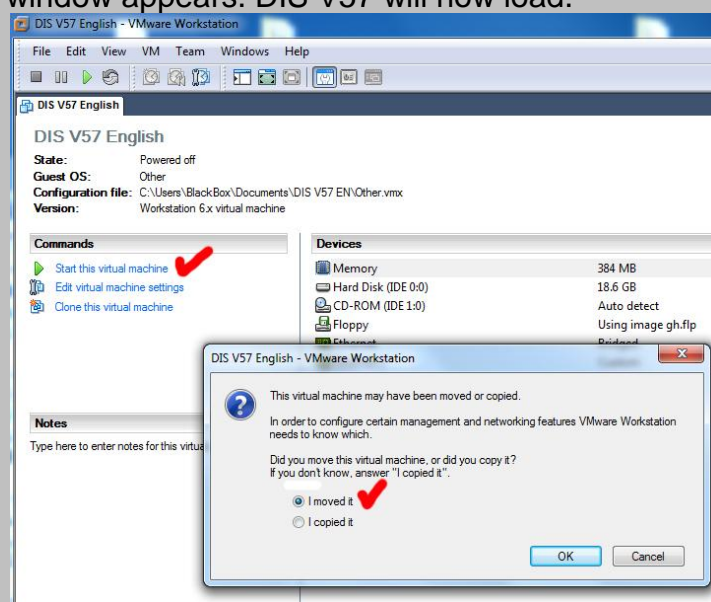 window appears. DIS V57 will now load.
DIS V57 English - VMware Workstation
File Edit View VM Team Windows Help
DIS V57 English
DIS V57 English
State: Powered off
Guest OS: Other
Configuration file: C:\Users\BlackBox\Documents\DIS V57 EN\Other.vmx
Version: Workstation 6.x virtual machine
Commands
Start this virtual machine
Edit virtual machine settings
Clone this virtual machine
Devices
Memory 384 MB
Hard Disk (IDE 0:0) 18.6 GB
CD-ROM (IDE 1:0) Auto detect
Floppy Using image gh.flp
Ethernet Bridged
Notes
Type here to enter notes for this virtua
DIS V57 English - VMware Workstation
This virtual machine may have been moved or copied.
In order to configure certain management and networking features VMware Workstation
needs to know which.
Did you move this virtual machine, or did you copy it?
If you don't know, answer "I copied it".
I moved it
I copied it
OK Cancel